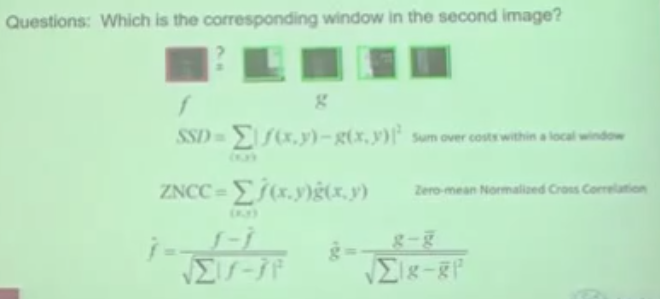 Questions: Which is the corresponding window in the second image?
?
f g
SSD = ∑ | f(x, y) − g(x, y) |² Sum over costs within a local window
(x,y)
ZNCC = ∑ f̂(x, y) ĝ(x, y) Zero-mean Normalized Cross Correlation
(x,y)
f̂ = (f − f̄) / √∑ | f − f̄ |² ĝ = (g − ḡ) / √∑ | g − ḡ |²